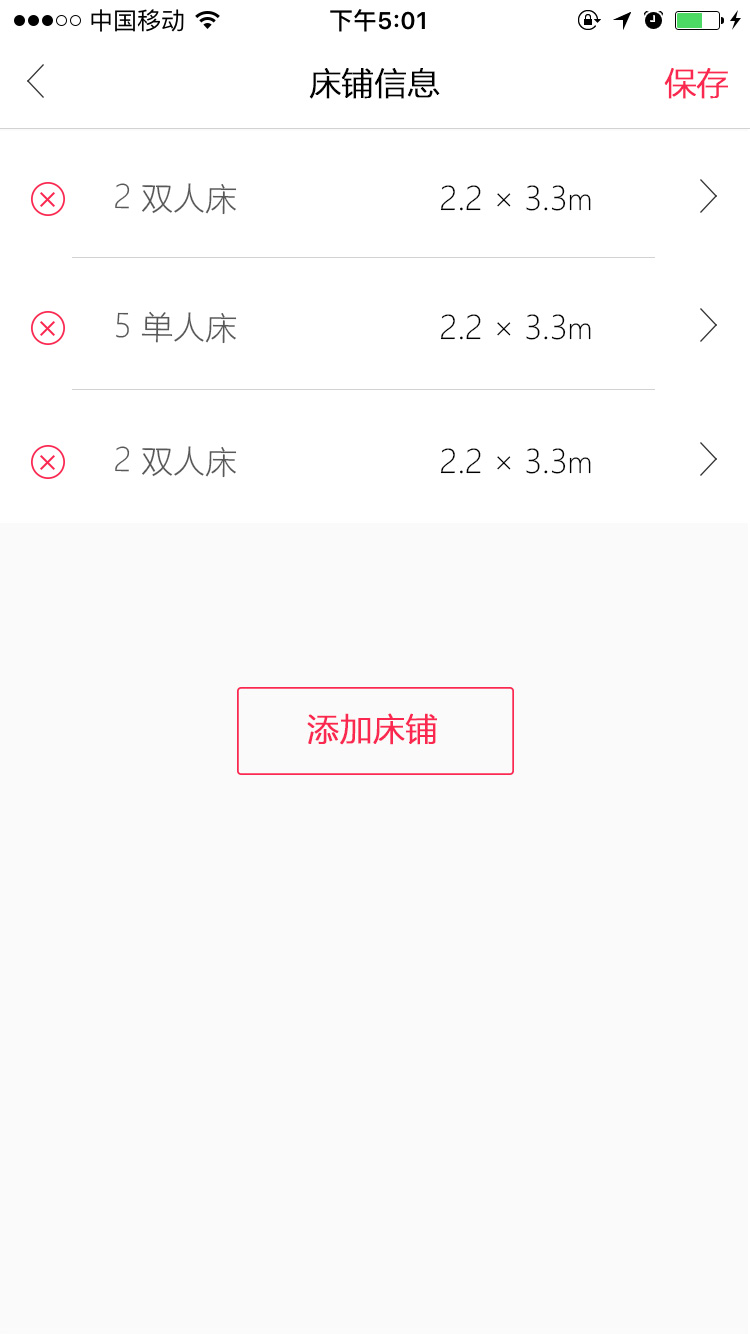 中国移动 下午5:01
床铺信息 保存
2 双人床 2.2 × 3.3m
5 单人床 2.2 × 3.3m
2 双人床 2.2 × 3.3m
添加床铺